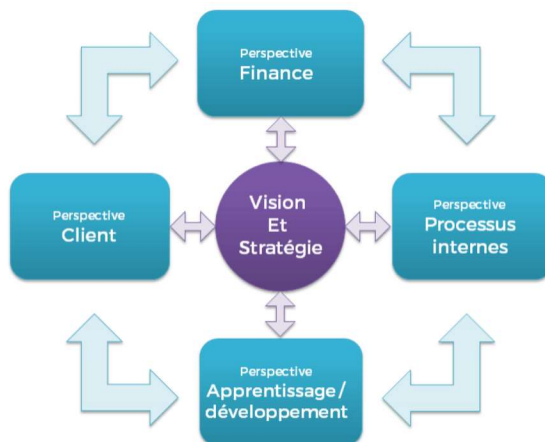 Perspective
Finance
Perspective
Client
Vision
Et
Stratégie
Perspective
Processus
internes
Perspective
Apprentissage/
développement